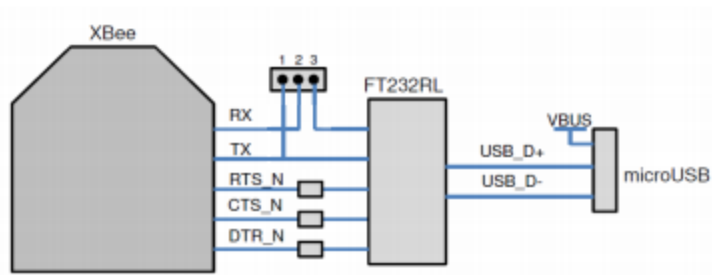 XBee
1 2 3
FT232RL
RX
VBUS
TX
USB_D+
RTS_N
USB_D-
microUSB
CTS_N
DTR_N